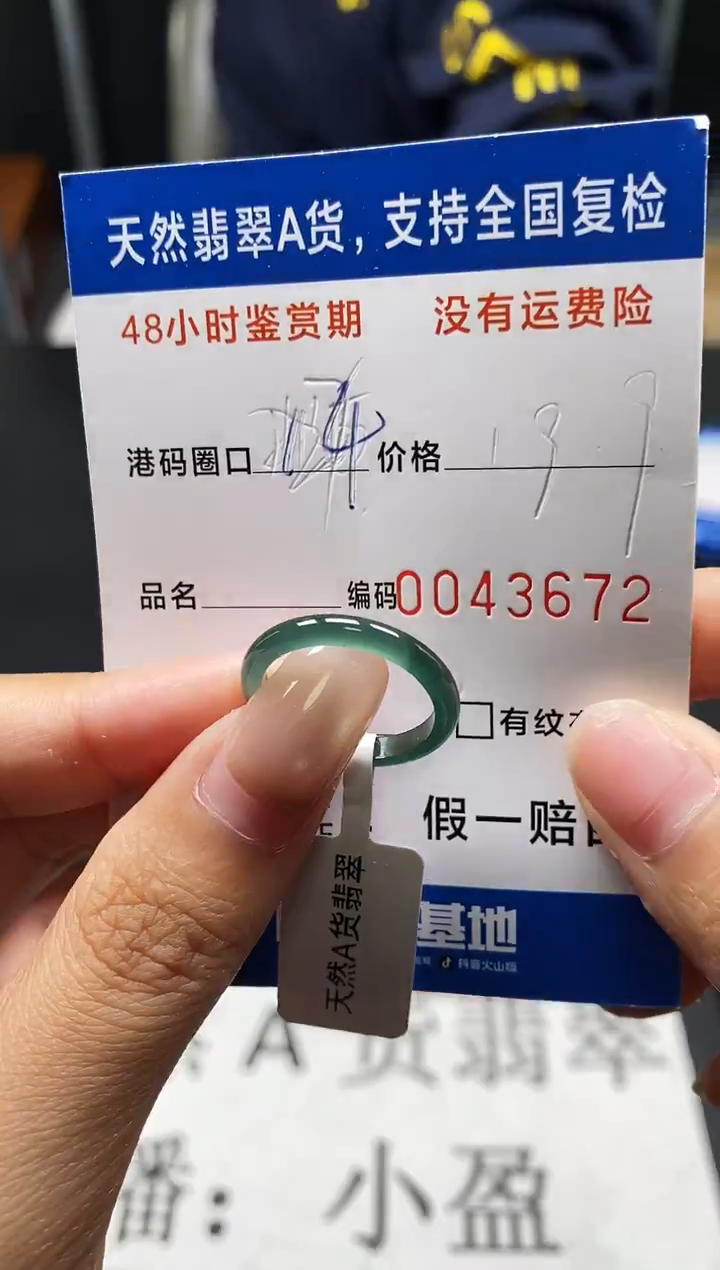 天然翡翠A货，支持全国复检
48小时鉴赏期 没有运费险
港码圈口 14 价格 19.9
品名 编码0043672
有纹
假一赔
基地
抖音火山版
天然A货翡翠
A货翡翠
播：小盈